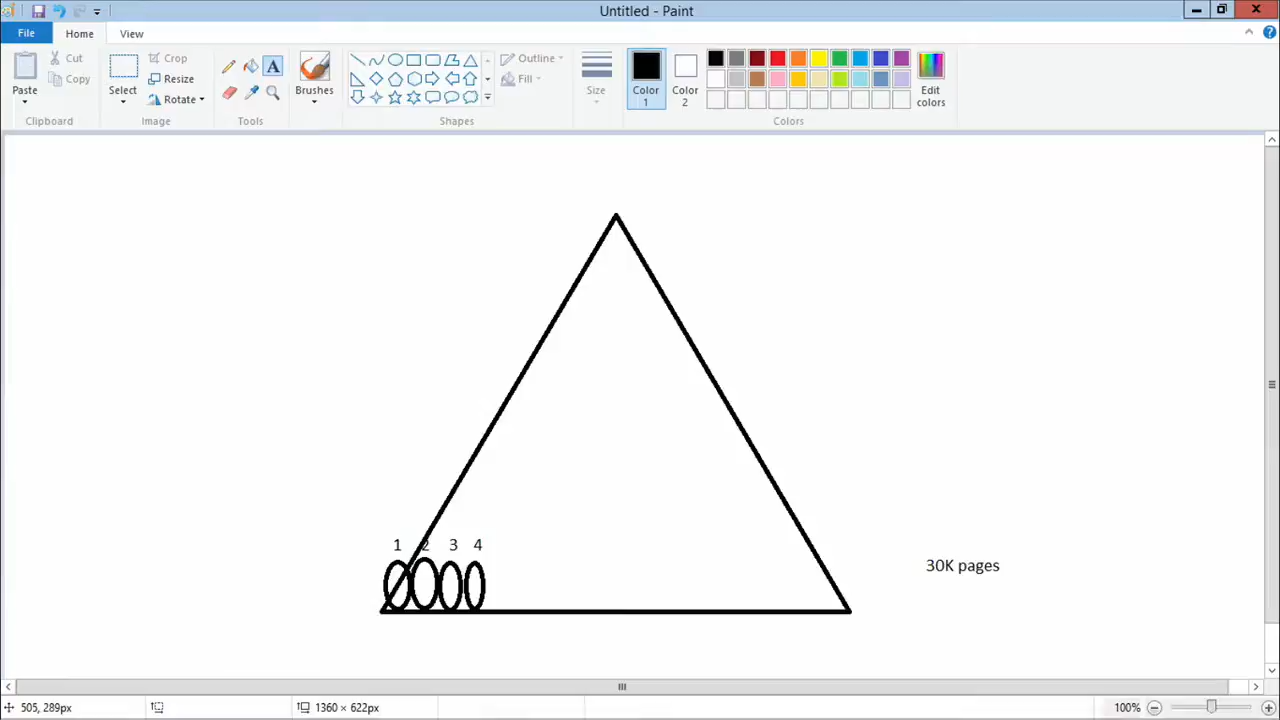 Untitled - Paint
File
Home
View
Paste
Cut
Copy
Clipboard
Select
Crop
Resize
Rotate
Image
A
Tools
Brushes
Shapes
Outline
Fill
Size
Color 1
Color 2
Edit colors
Colors
1 2 3 4
30K pages
505, 289px
1360 × 622px
100%